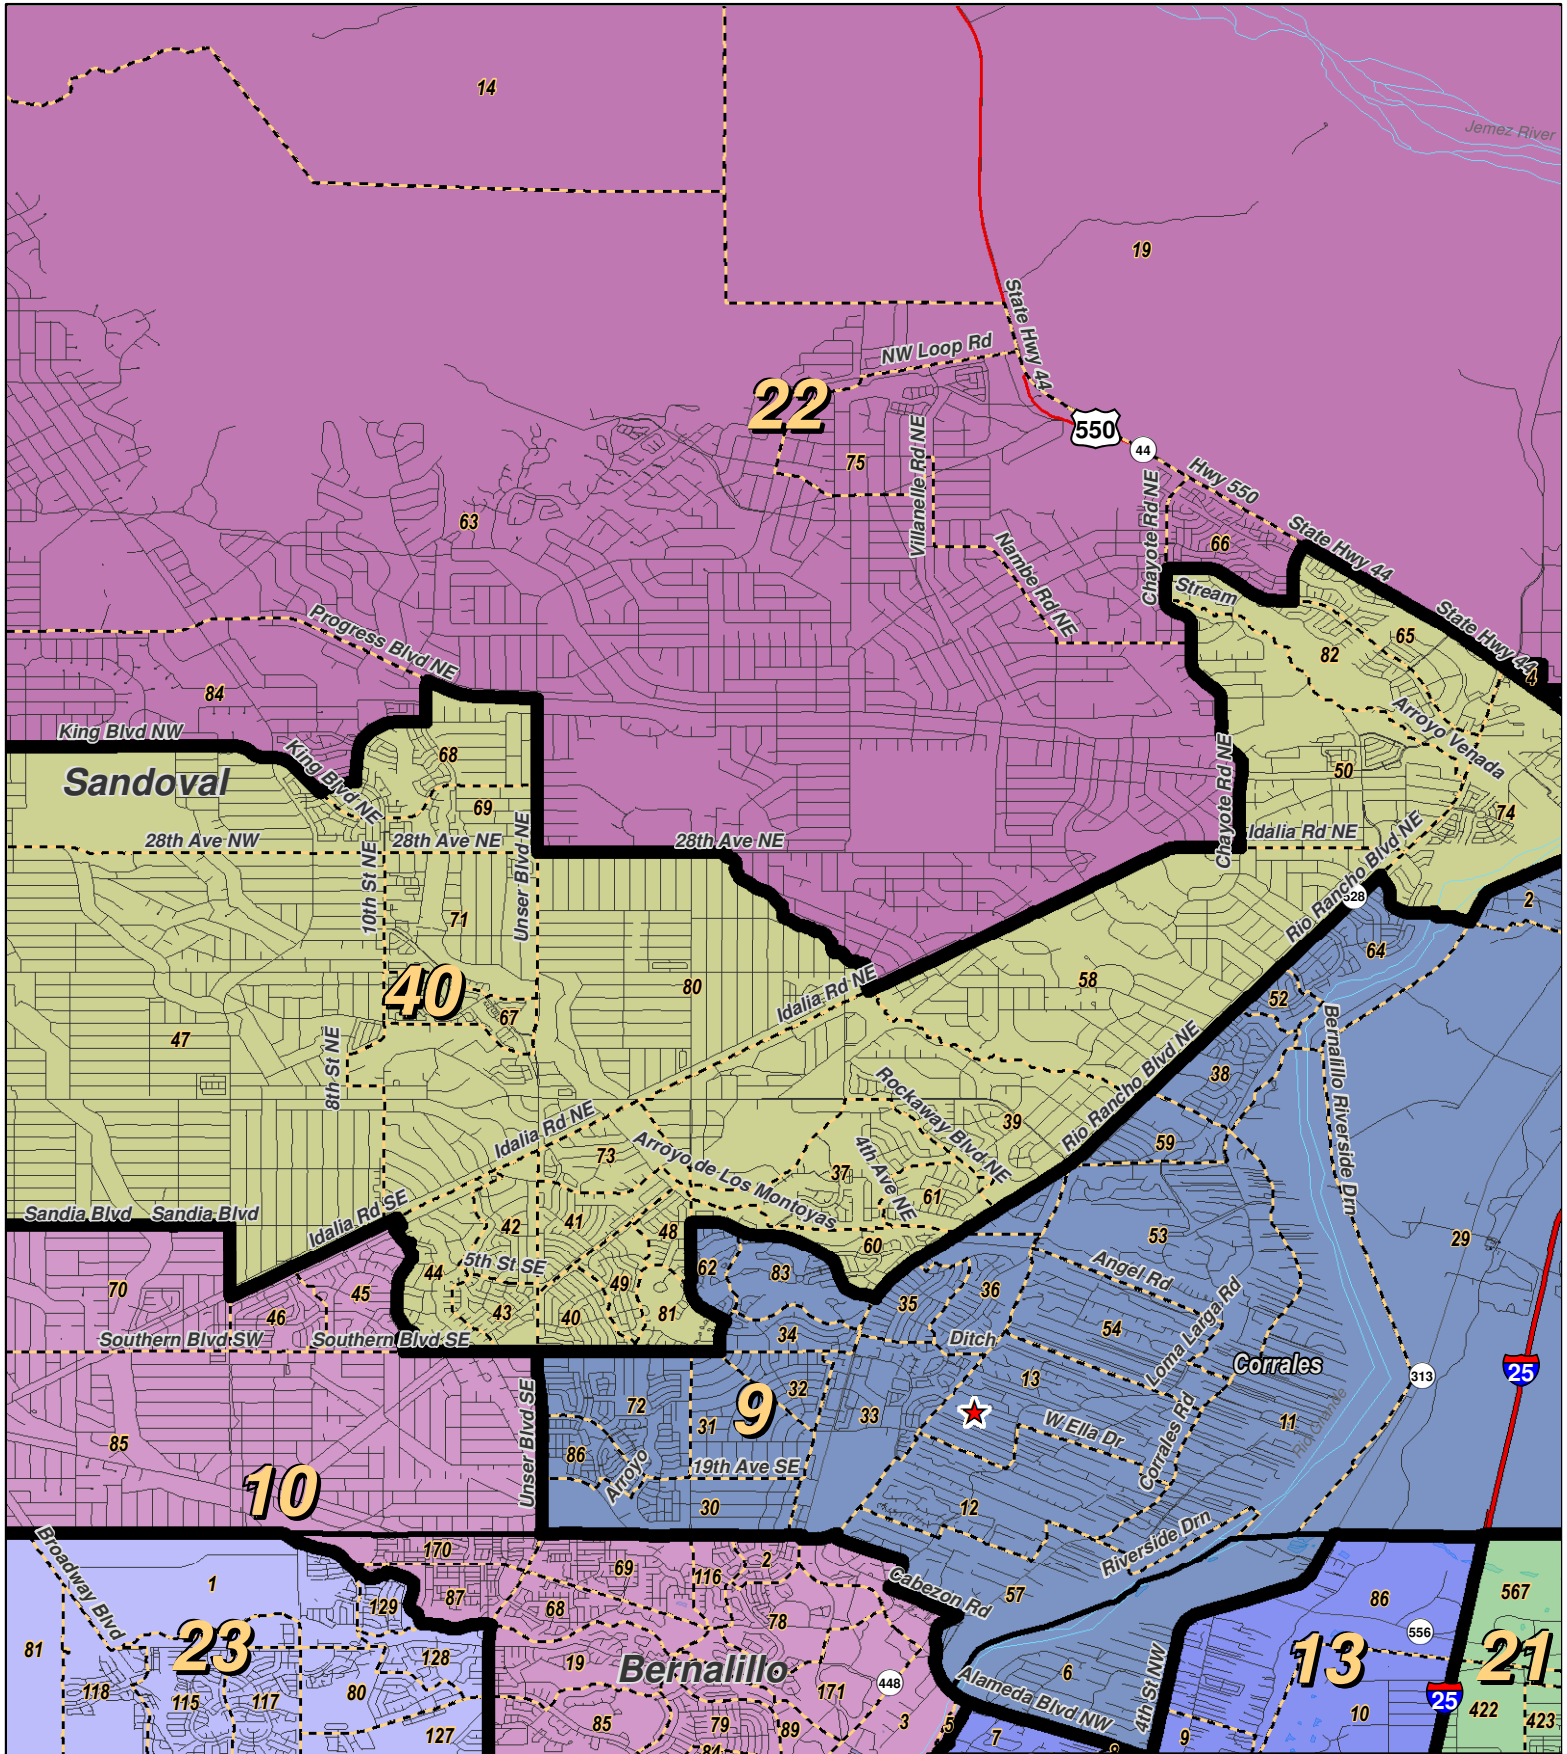 14
Jemez River
19
State Hwy 44
NW Loop Rd
22
550
44
75
Villanelle Rd NE
Hwy 550
Chayote Rd NE
63
State Hwy 44
66
Nambe Rd NE
Stream
State Hwy 44
65
82
4
Progress Blvd NE
84
King Blvd NW
King Blvd NE
68
Arroyo Venada
Sandoval
50
69
74
Chayote Rd NE
28th Ave NW
28th Ave NE
28th Ave NE
Idalia Rd NE
10th St NE
Unser Blvd NE
Rio Rancho Blvd NE
528
2
71
64
40
80
Idalia Rd NE
58
52
67
47
8th St NE
Bernalillo Riverside Drn
38
Rockaway Blvd NE
Rio Rancho Blvd NE
Idalia Rd NE
39
59
73
Arroyo de Los Montoyas
37
4th Ave NE
61
Sandia Blvd
Sandia Blvd
Idalia Rd SE
42
41
48
53
29
60
5th St SE
44
62
83
Angel Rd
70
45
49
36
35
46
43
40
81
54
Loma Larga Rd
Southern Blvd SW
Southern Blvd SE
34
Ditch
Corrales
25
313
13
32
72
9
31
33
11
W Ella Dr
Corrales Rd
Rio Grande
85
86
Arroyo
19th Ave SE
Unser Blvd SE
10
30
12
Riverside Drn
Broadway Blvd
170
69
2
116
1
87
Cabezon Rd
57
86
567
129
68
78
23
556
13
21
81
128
19
Bernalillo
6
4th St NW
118
115
117
80
171
448
Alameda Blvd NW
25
422
423
10
127
85
79
89
3
5
7
9
84
8